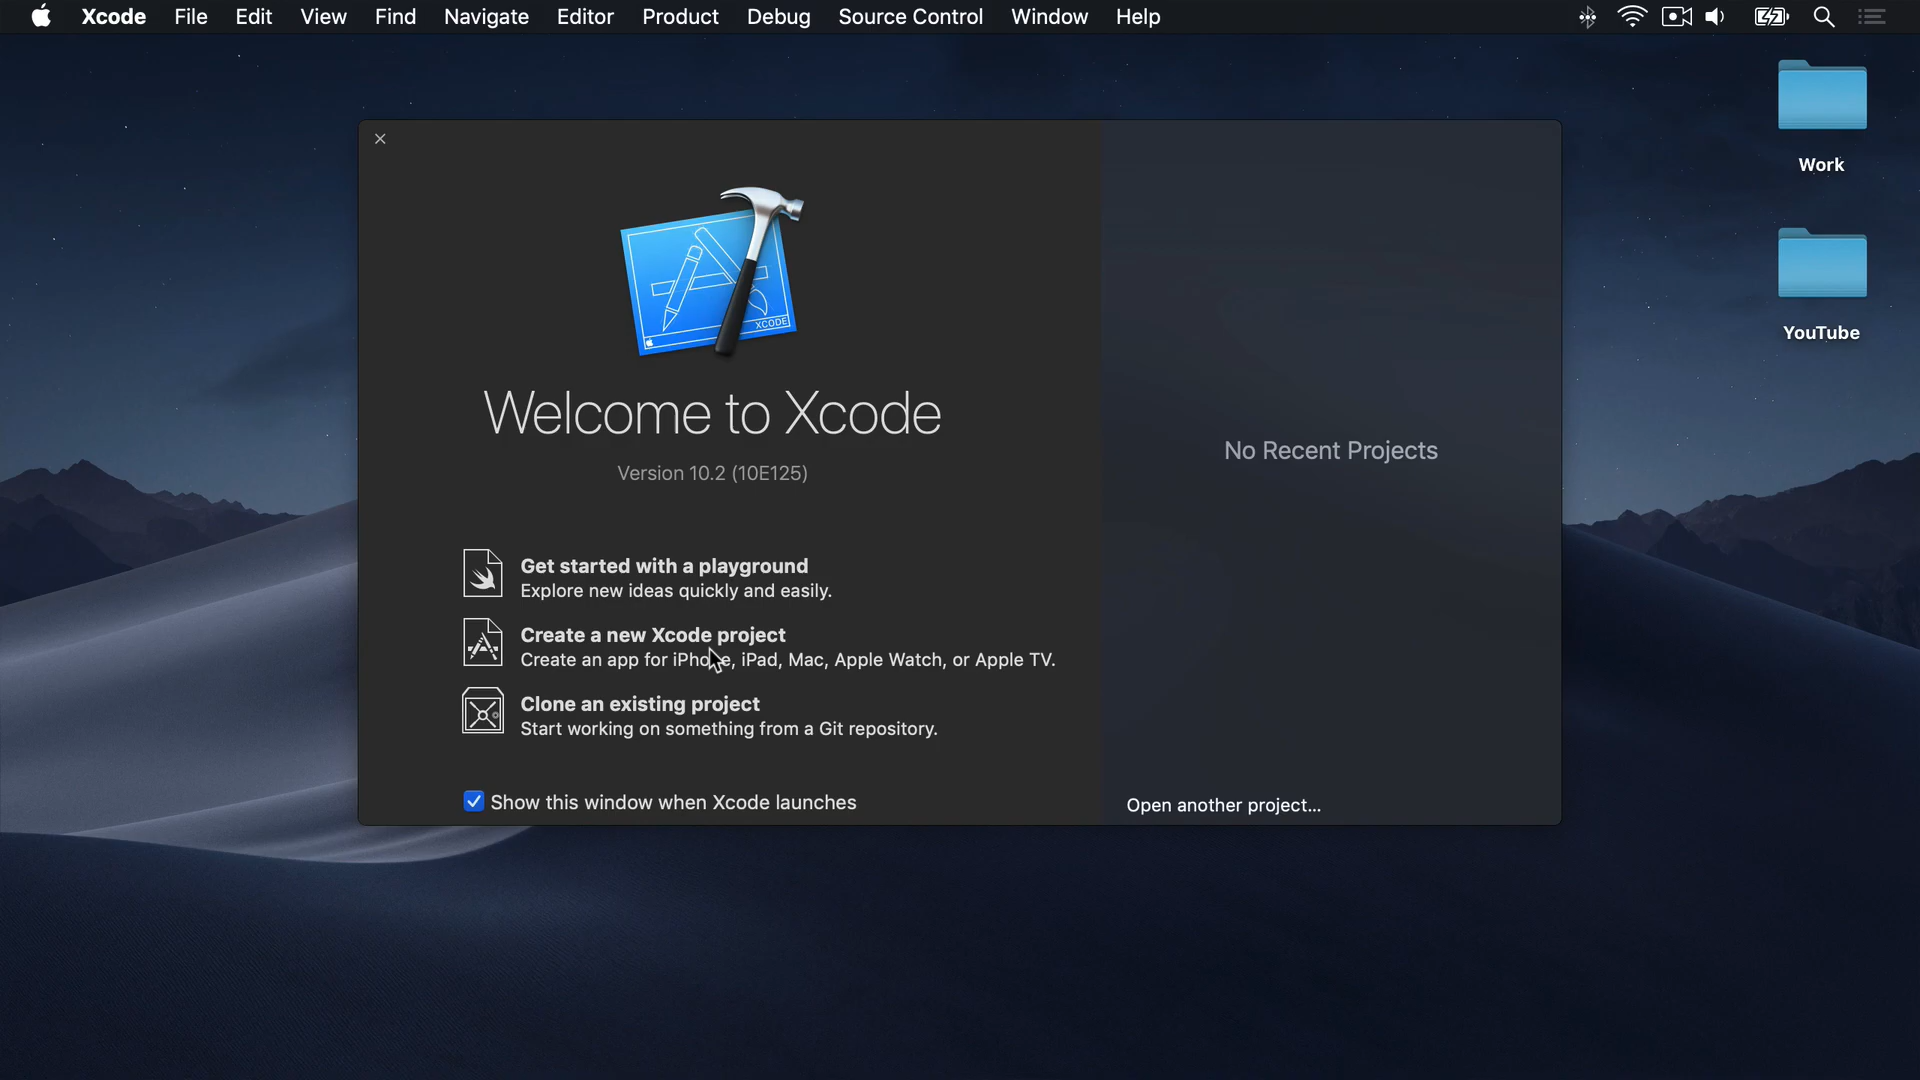 Xcode File Edit View Find Navigate Editor Product Debug Source Control Window Help
Work
YouTube
XCODE
Welcome to Xcode
Version 10.2 (10E125)
No Recent Projects
Get started with a playground
Explore new ideas quickly and easily.
Create a new Xcode project
Create an app for iPhone, iPad, Mac, Apple Watch, or Apple TV.
Clone an existing project
Start working on something from a Git repository.
Show this window when Xcode launches
Open another project...